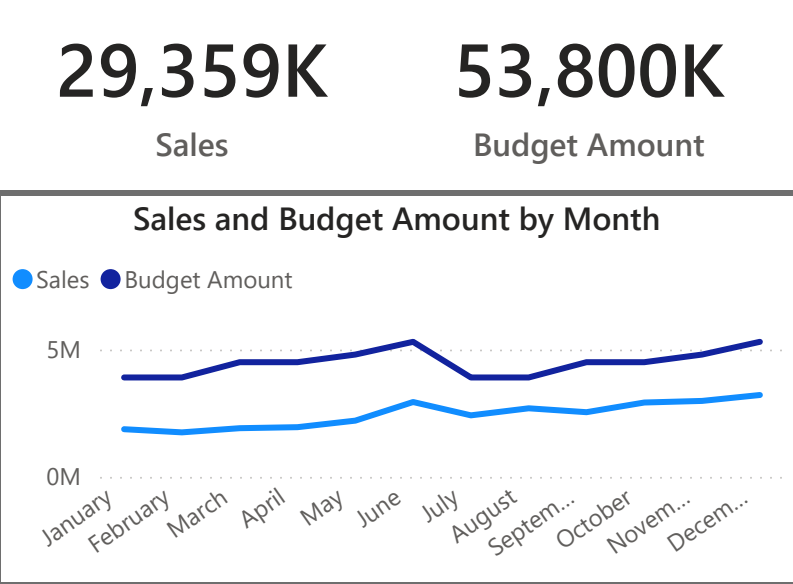 29,359K
Sales
53,800K
Budget Amount
Sales and Budget Amount by Month
Sales Budget Amount
5M
0M
January February March April May June July August Septem... October Novem... Decem...